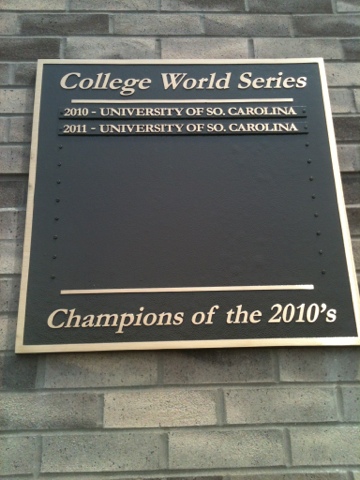 College World Series
2010 - UNIVERSITY OF SO. CAROLINA
2011 - UNIVERSITY OF SO. CAROLINA
Champions of the 2010's